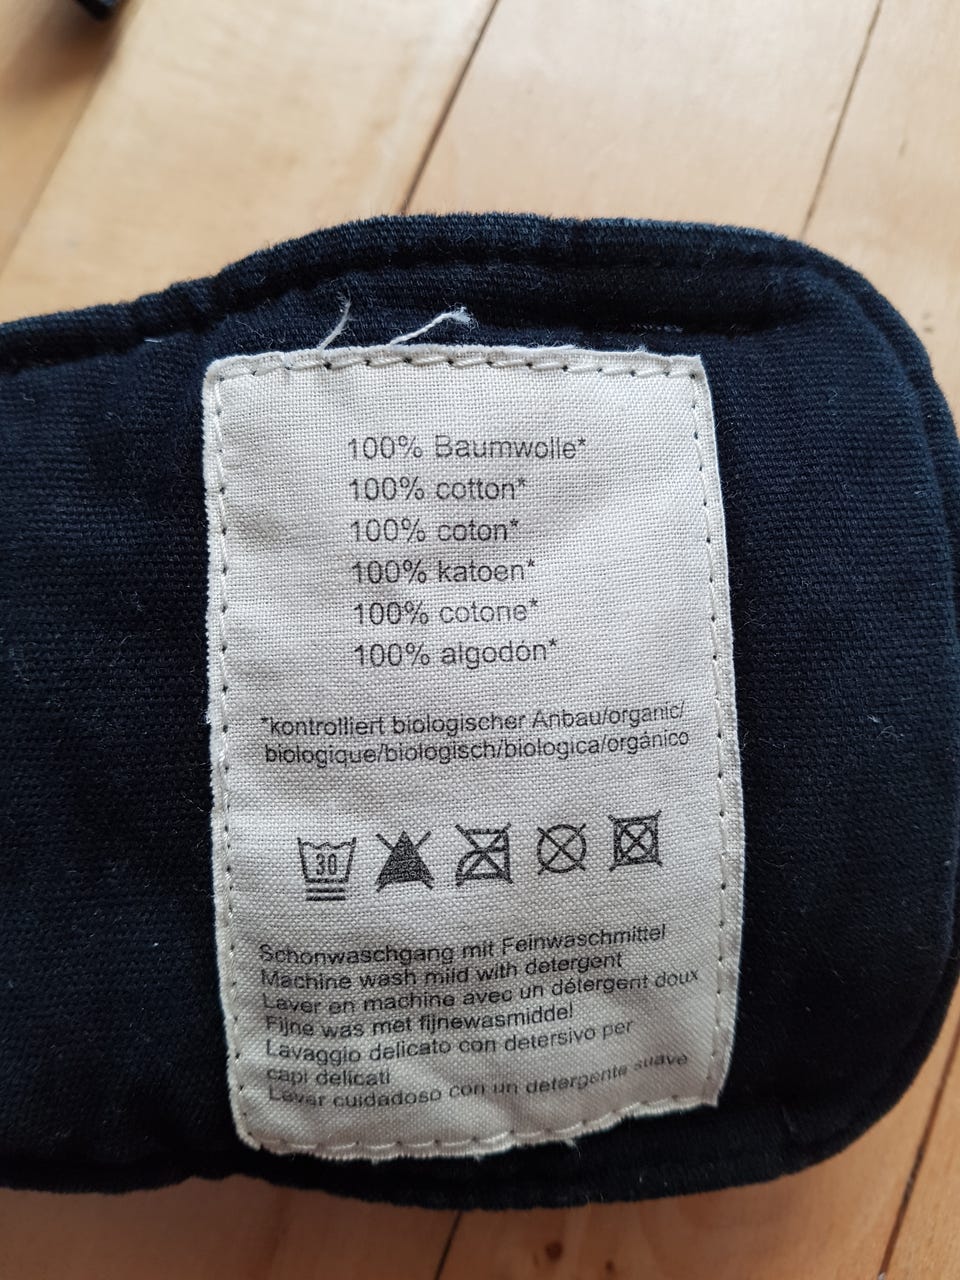 100% Baumwolle*
100% cotton*
100% coton*
100% katoen*
100% cotone*
100% algodón*
*kontrolliert biologischer Anbau/organic/
biologique/biologisch/biologica/orgánico
30
Schonwaschgang mit Feinwaschmittel
Machine wash mild with detergent
Laver en machine avec un détergent doux
Fijne was met fijnewasmiddel
Lavaggio delicato con detersivo per
capi delicati
Lavar cuidadoso con un detergente suave